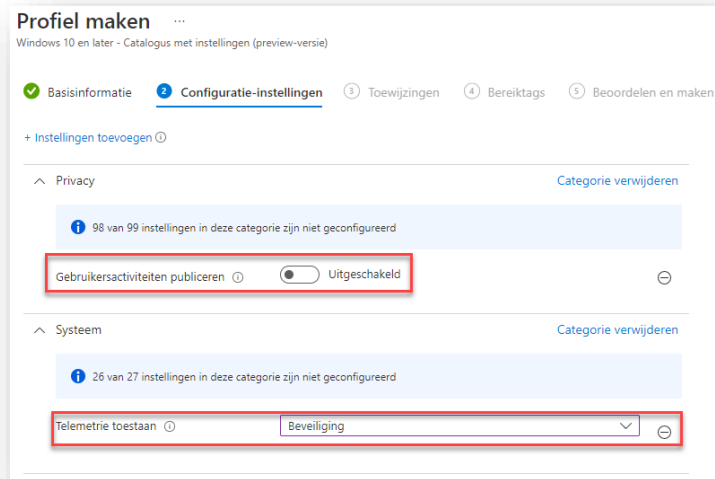 Profiel maken ...
Windows 10 en later - Catalogus met instellingen (preview-versie)
Basisinformatie 2 Configuratie-instellingen 3 Toewijzingen 4 Bereiktags 5 Beoordelen en maken
+ Instellingen toevoegen
Privacy Categorie verwijderen
98 van 99 instellingen in deze categorie zijn niet geconfigureerd
Gebruikersactiviteiten publiceren Uitgeschakeld
Systeem Categorie verwijderen
26 van 27 instellingen in deze categorie zijn niet geconfigureerd
Telemetrie toestaan Beveiliging